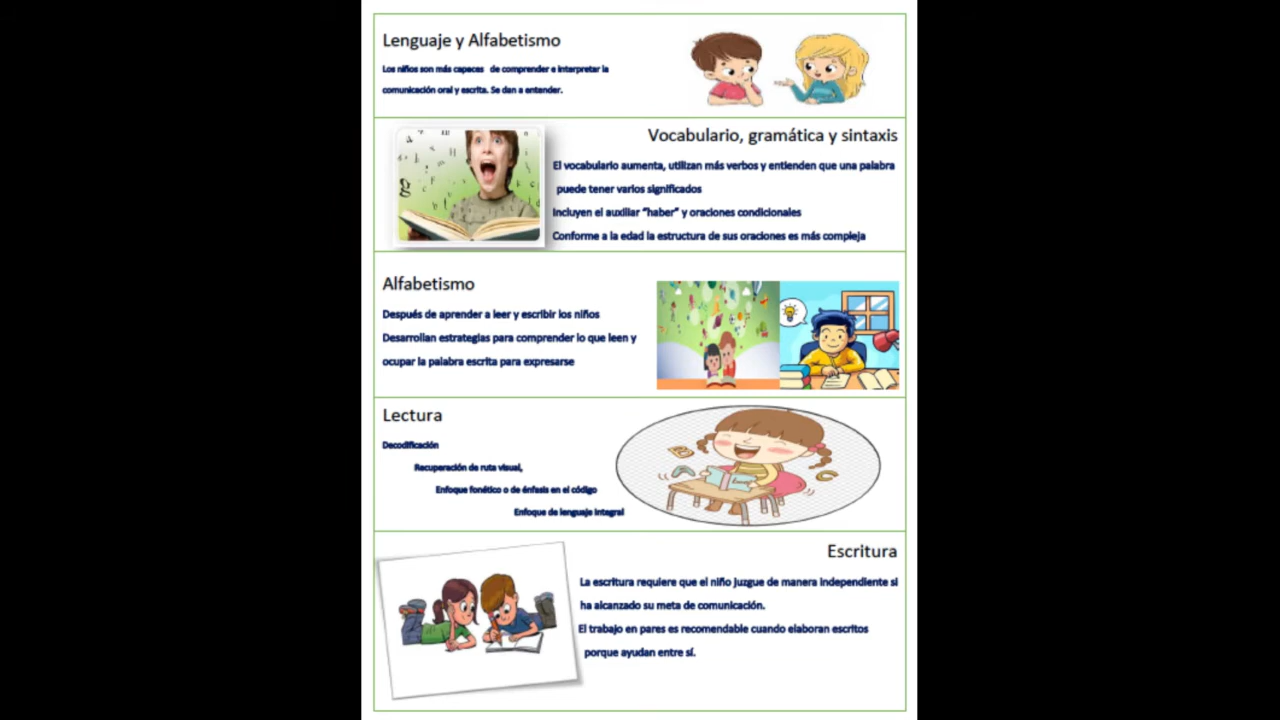 Lenguaje y Alfabetismo
Los niños son más capaces de comprender e interpretar la
comunicación oral y escrita. Se dan a entender.
Vocabulario, gramática y sintaxis
El vocabulario aumenta, utilizan más verbos y entienden que una palabra
puede tener varios significados
Incluyen el auxiliar “haber” y oraciones condicionales
Conforme a la edad la estructura de sus oraciones es más compleja
Alfabetismo
Después de aprender a leer y escribir los niños
Desarrollan estrategias para comprender lo que leen y
ocupar la palabra escrita para expresarse
Lectura
Decodificación
Recuperación de ruta visual,
Enfoque fonético o de énfasis en el código
Enfoque de lenguaje integral
B
A
C
Escritura
La escritura requiere que el niño juzgue de manera independiente si
ha alcanzado su meta de comunicación.
El trabajo en pares es recomendable cuando elaboran escritos
porque ayudan entre sí.